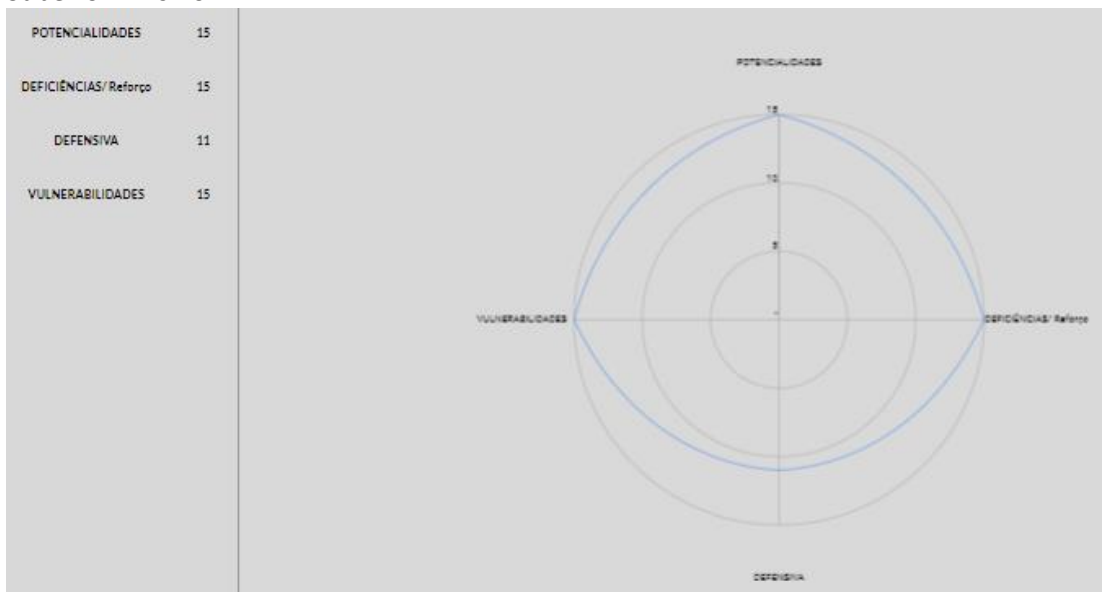 POTENCIALIDADES 15
DEFICIÊNCIAS/ Reforço 15
DEFENSIVA 11
VULNERABILIDADES 15
POTENCIALIDADES
15
10
5
VULNERABILIDADES
DEFICIÊNCIAS/ Reforço
DEFENSIVA